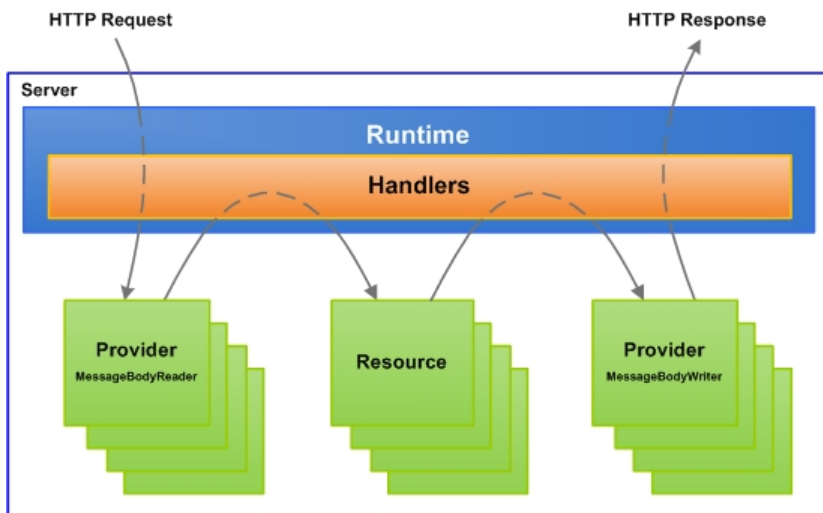 HTTP Request
HTTP Response
Server
Runtime
Handlers
Provider
MessageBodyReader
Resource
Provider
MessageBodyWriter